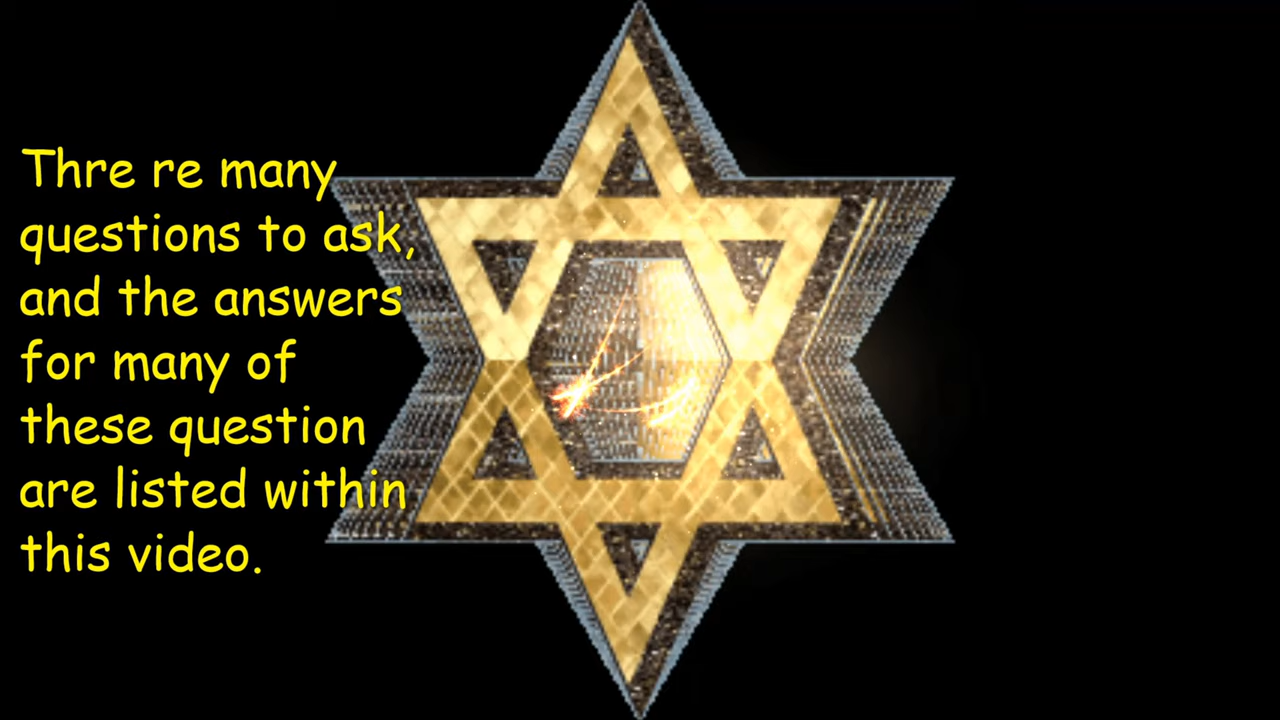 Thre re many
questions to ask,
and the answers
for many of
these question
are listed within
this video.